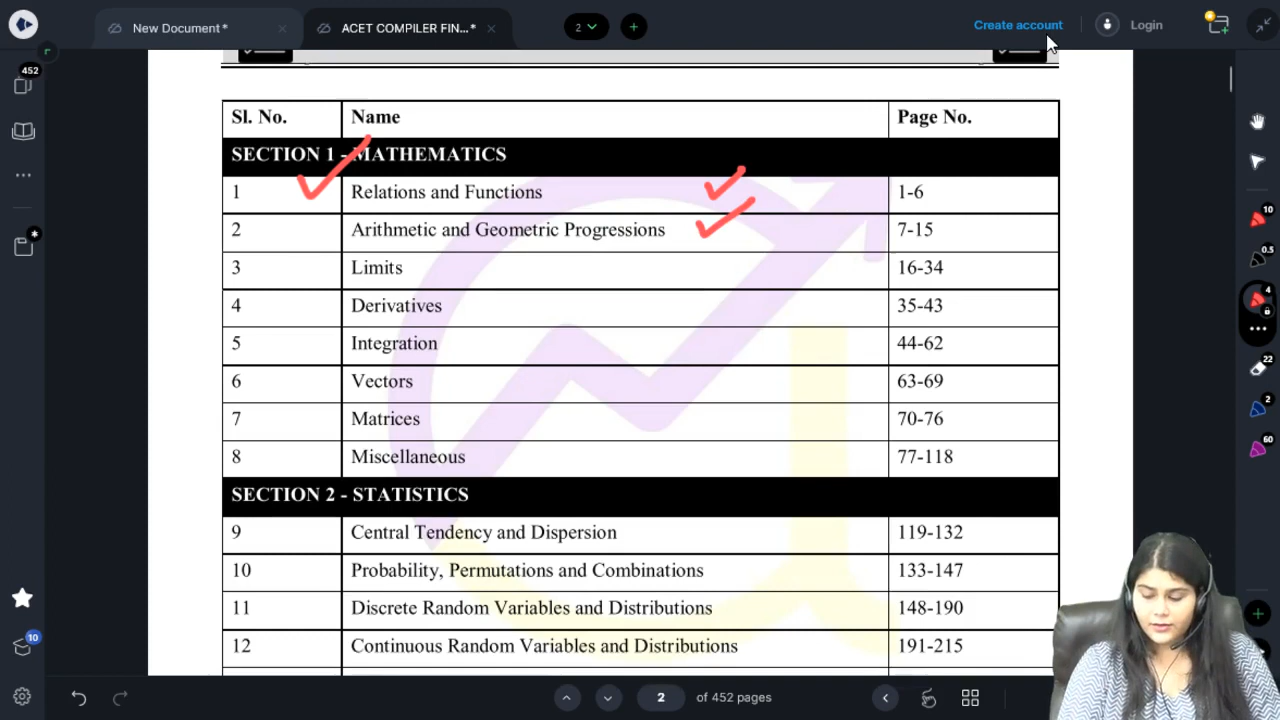 New Document*
ACET COMPILER FIN...*
2
Create account
Login
452
Sl. No. Name Page No.
SECTION 1 - MATHEMATICS
1 Relations and Functions 1-6
2 Arithmetic and Geometric Progressions 7-15
3 Limits 16-34
4 Derivatives 35-43
5 Integration 44-62
6 Vectors 63-69
7 Matrices 70-76
8 Miscellaneous 77-118
SECTION 2 - STATISTICS
9 Central Tendency and Dispersion 119-132
10 Probability, Permutations and Combinations 133-147
11 Discrete Random Variables and Distributions 148-190
12 Continuous Random Variables and Distributions 191-215
10
0.5
4
22
2
60
10
2 of 452 pages